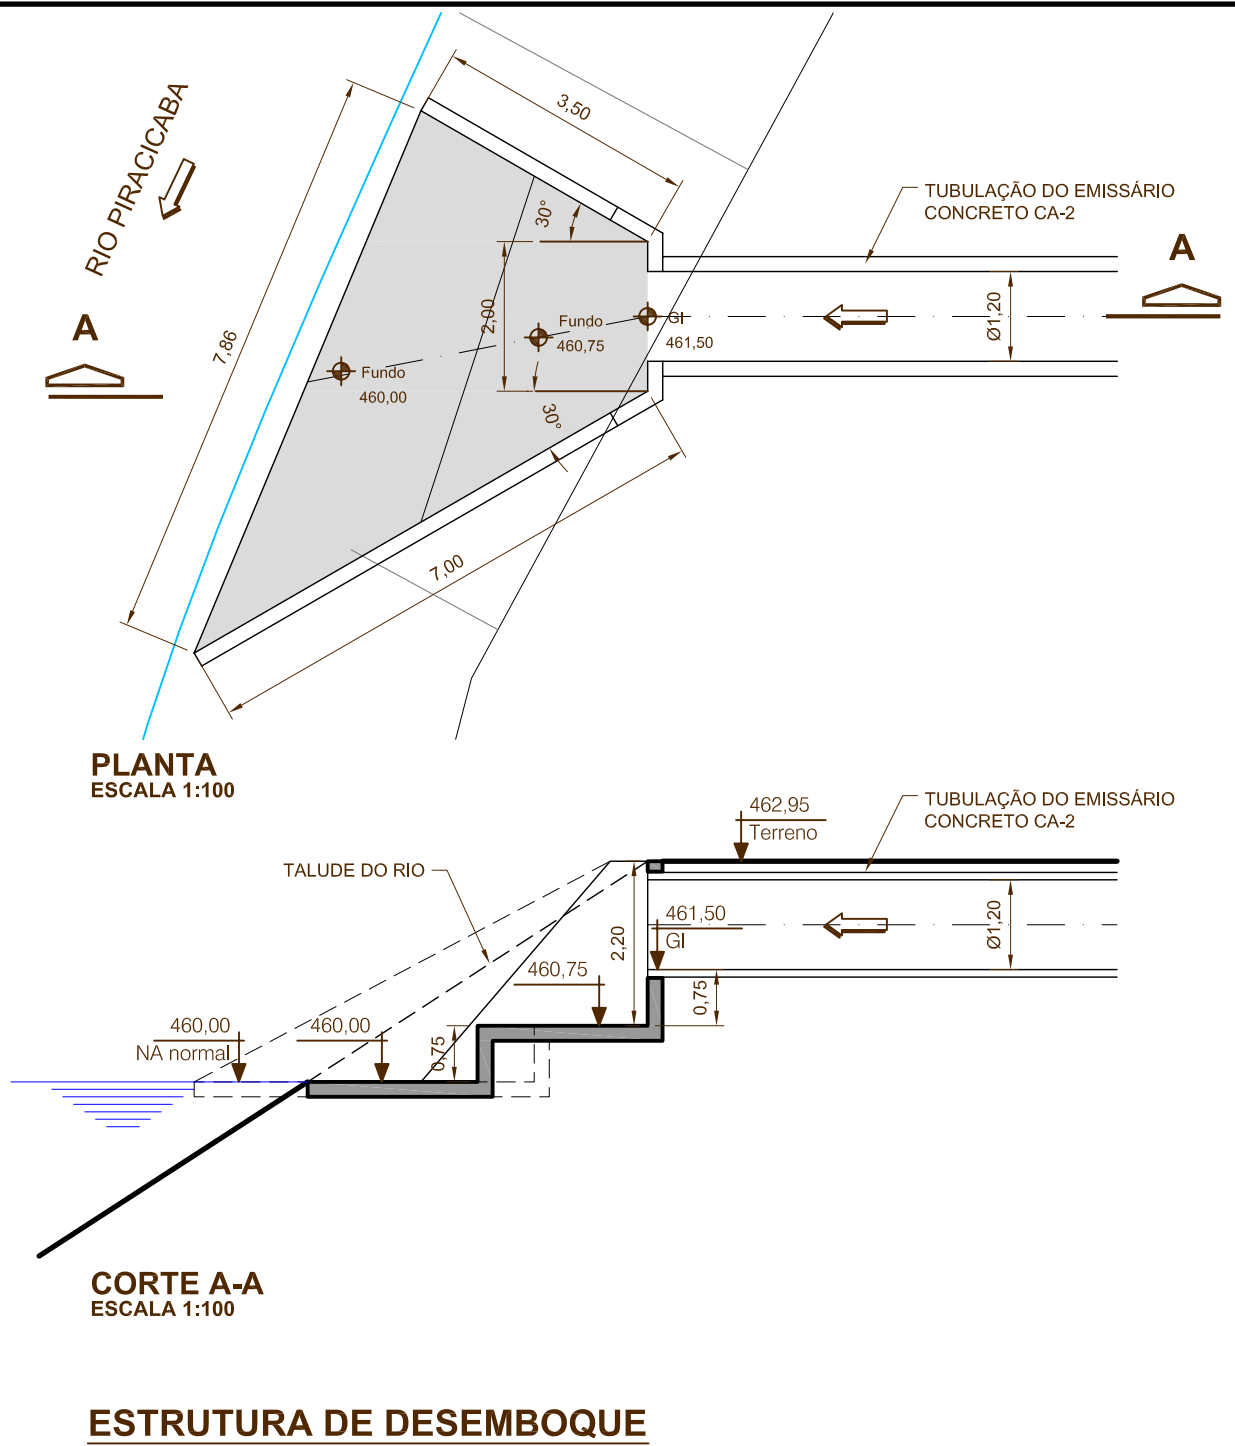 RIO PIRACICABA
3,50
TUBULAÇÃO DO EMISSÁRIO
CONCRETO CA-2
30°
A
A
2,00
Ø1,20
7,86
Fundo
460,75
GI
461,50
Fundo
460,00
30°
7,00
PLANTA
ESCALA 1:100
462,95
Terreno
TUBULAÇÃO DO EMISSÁRIO
CONCRETO CA-2
TALUDE DO RIO
461,50
GI
2,20
Ø1,20
460,75
0,75
460,00
NA normal
460,00
0,75
CORTE A-A
ESCALA 1:100
ESTRUTURA DE DESEMBOQUE